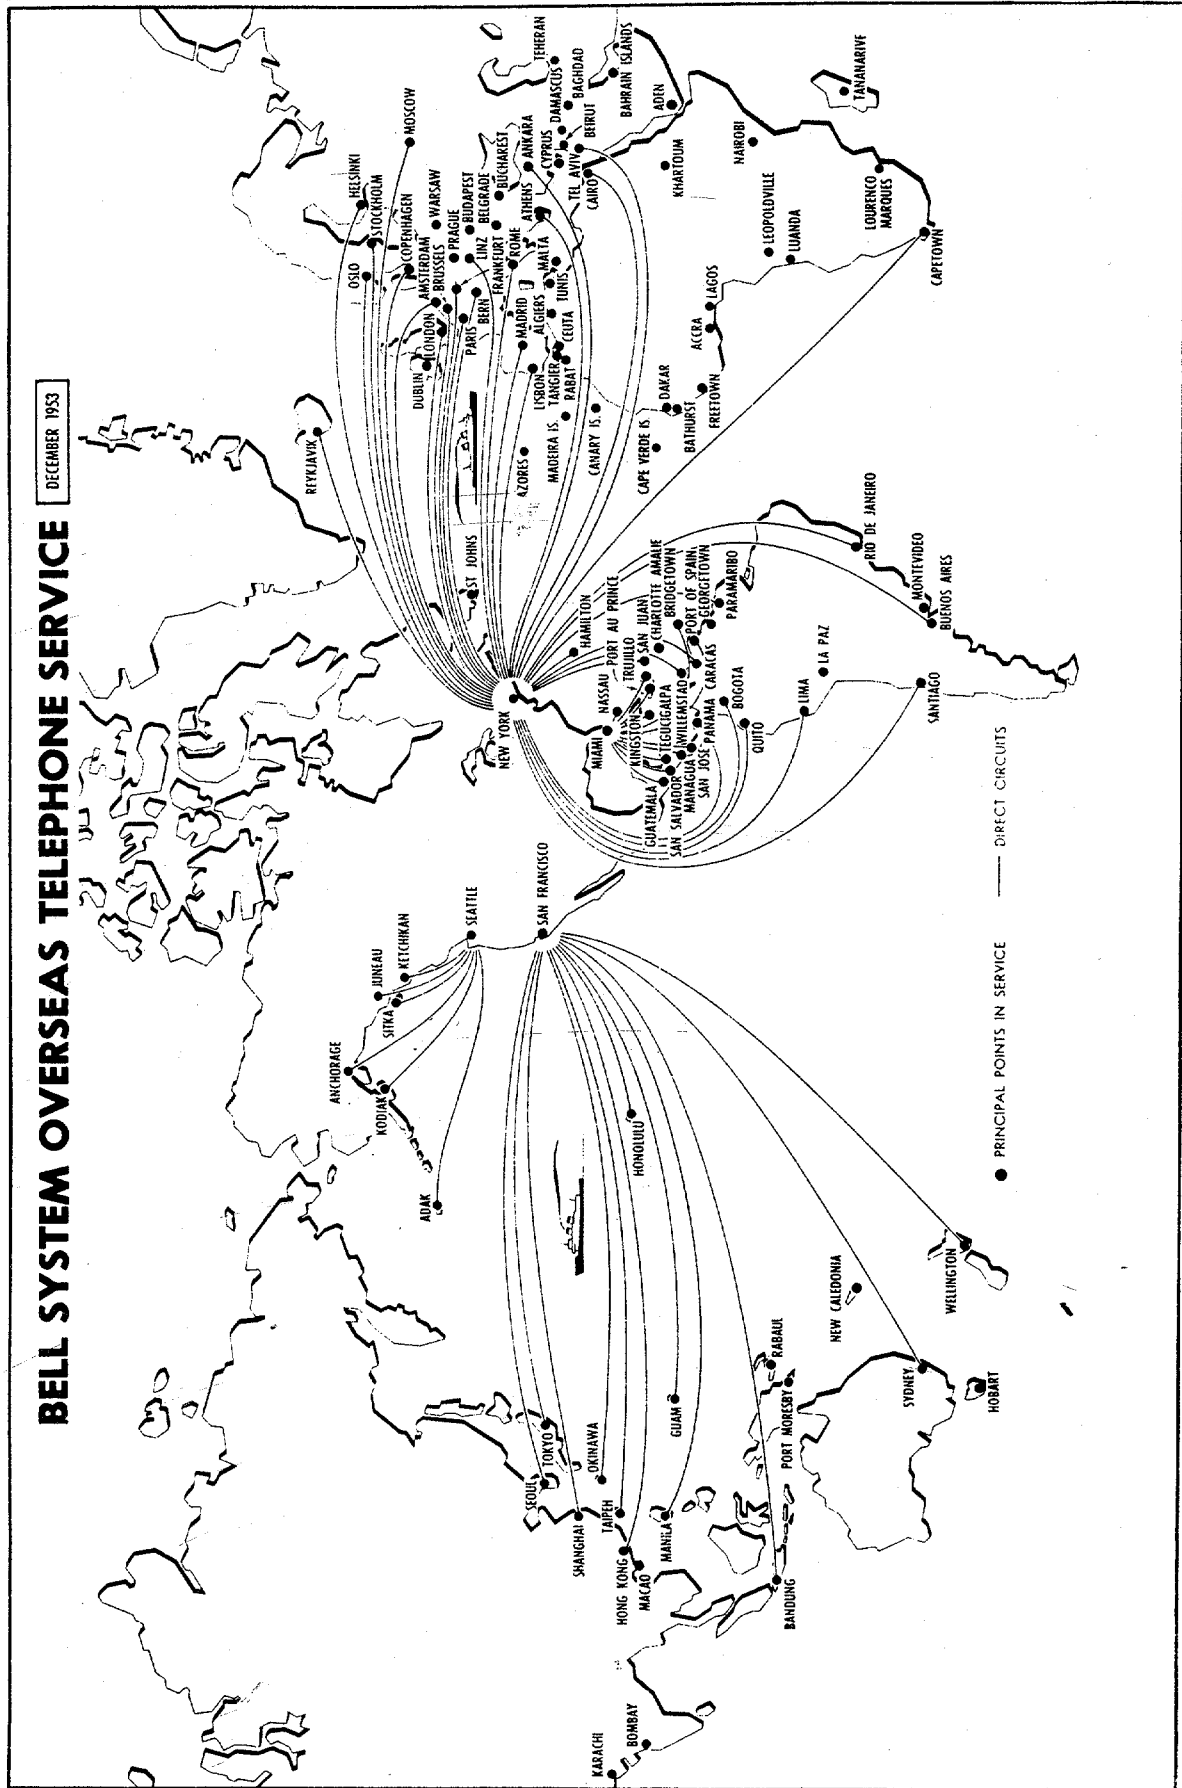 BELL SYSTEM OVERSEAS TELEPHONE SERVICE
DECEMBER 1953
KARACHI
BOMBAY
BANDUNG
HONG KONG
MACAO
SHANGHAI
TAIPEH
MANILA
SEOUL
TOKYO
OKINAWA
GUAM
PORT MORESBY
RABAUL
SYDNEY
HOBART
NEW CALEDONIA
WELLINGTON
HONOLULU
ADAK
KODIAK
ANCHORAGE
SITKA
JUNEAU
KETCHIKAN
SEATTLE
SAN FRANCISCO
NEW YORK
MIAMI
NASSAU
HAMILTON
ST JOHNS
GUATEMALA
SAN SALVADOR
MANAGUA
SAN JOSE
TEGUCIGALPA
KINGSTON
WILLEMSTAD
PANAMA
CARACAS
TRUJILLO
PORT AU PRINCE
SAN JUAN
CHARLOTTE AMALIE
BRIDGETOWN
PORT OF SPAIN
GEORGETOWN
PARAMARIBO
BOGOTA
QUITO
LIMA
LA PAZ
SANTIAGO
BUENOS AIRES
MONTEVIDEO
RIO DE JANEIRO
REYKJAVIK
OSLO
HELSINKI
STOCKHOLM
COPENHAGEN
MOSCOW
DUBLIN
LONDON
AMSTERDAM
BRUSSELS
WARSAW
PARIS
BERN
PRAGUE
LINZ
BUDAPEST
FRANKFURT
BELGRADE
BUCHAREST
ROME
MADRID
LISBON
AZORES
MADEIRA IS.
TANGIER
RABAT
CEUTA
ALGIERS
TUNIS
MALTA
ATHENS
ANKARA
CYPRUS
TEL AVIV
CAIRO
BEIRUT
DAMASCUS
BAGHDAD
TEHERAN
BAHRAIN ISLANDS
ADEN
KHARTOUM
CANARY IS.
CAPE VERDE IS.
DAKAR
BATHURST
FREETOWN
ACCRA
LAGOS
LEOPOLDVILLE
LUANDA
NAIROBI
TANANARIVE
LOURENCO
MARQUES
CAPETOWN
PRINCIPAL POINTS IN SERVICE
DIRECT CIRCUITS